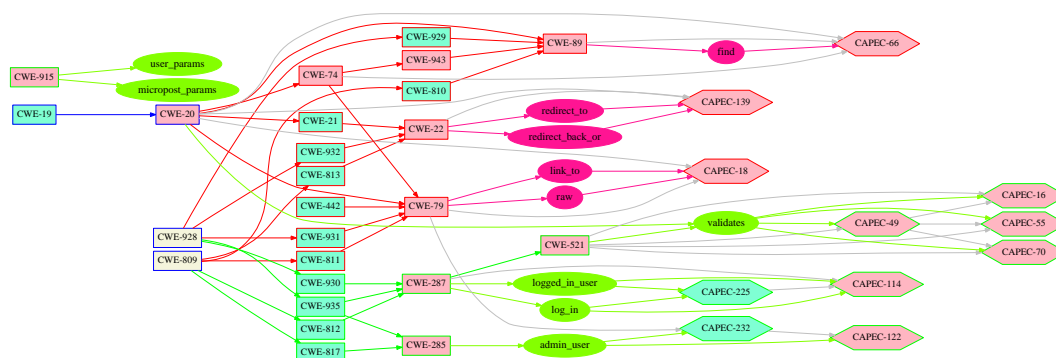 CWE-915
CWE-19
user_params
micropost_params
CWE-20
CWE-928
CWE-809
CWE-74
CWE-21
CWE-932
CWE-813
CWE-442
CWE-931
CWE-811
CWE-930
CWE-935
CWE-812
CWE-817
CWE-929
CWE-943
CWE-810
CWE-22
CWE-79
CWE-287
CWE-285
CWE-89
redirect_to
redirect_back_or
link_to
raw
CWE-521
logged_in_user
log_in
admin_user
find
CAPEC-139
CAPEC-18
validates
CAPEC-225
CAPEC-232
CAPEC-66
CAPEC-49
CAPEC-114
CAPEC-122
CAPEC-16
CAPEC-55
CAPEC-70